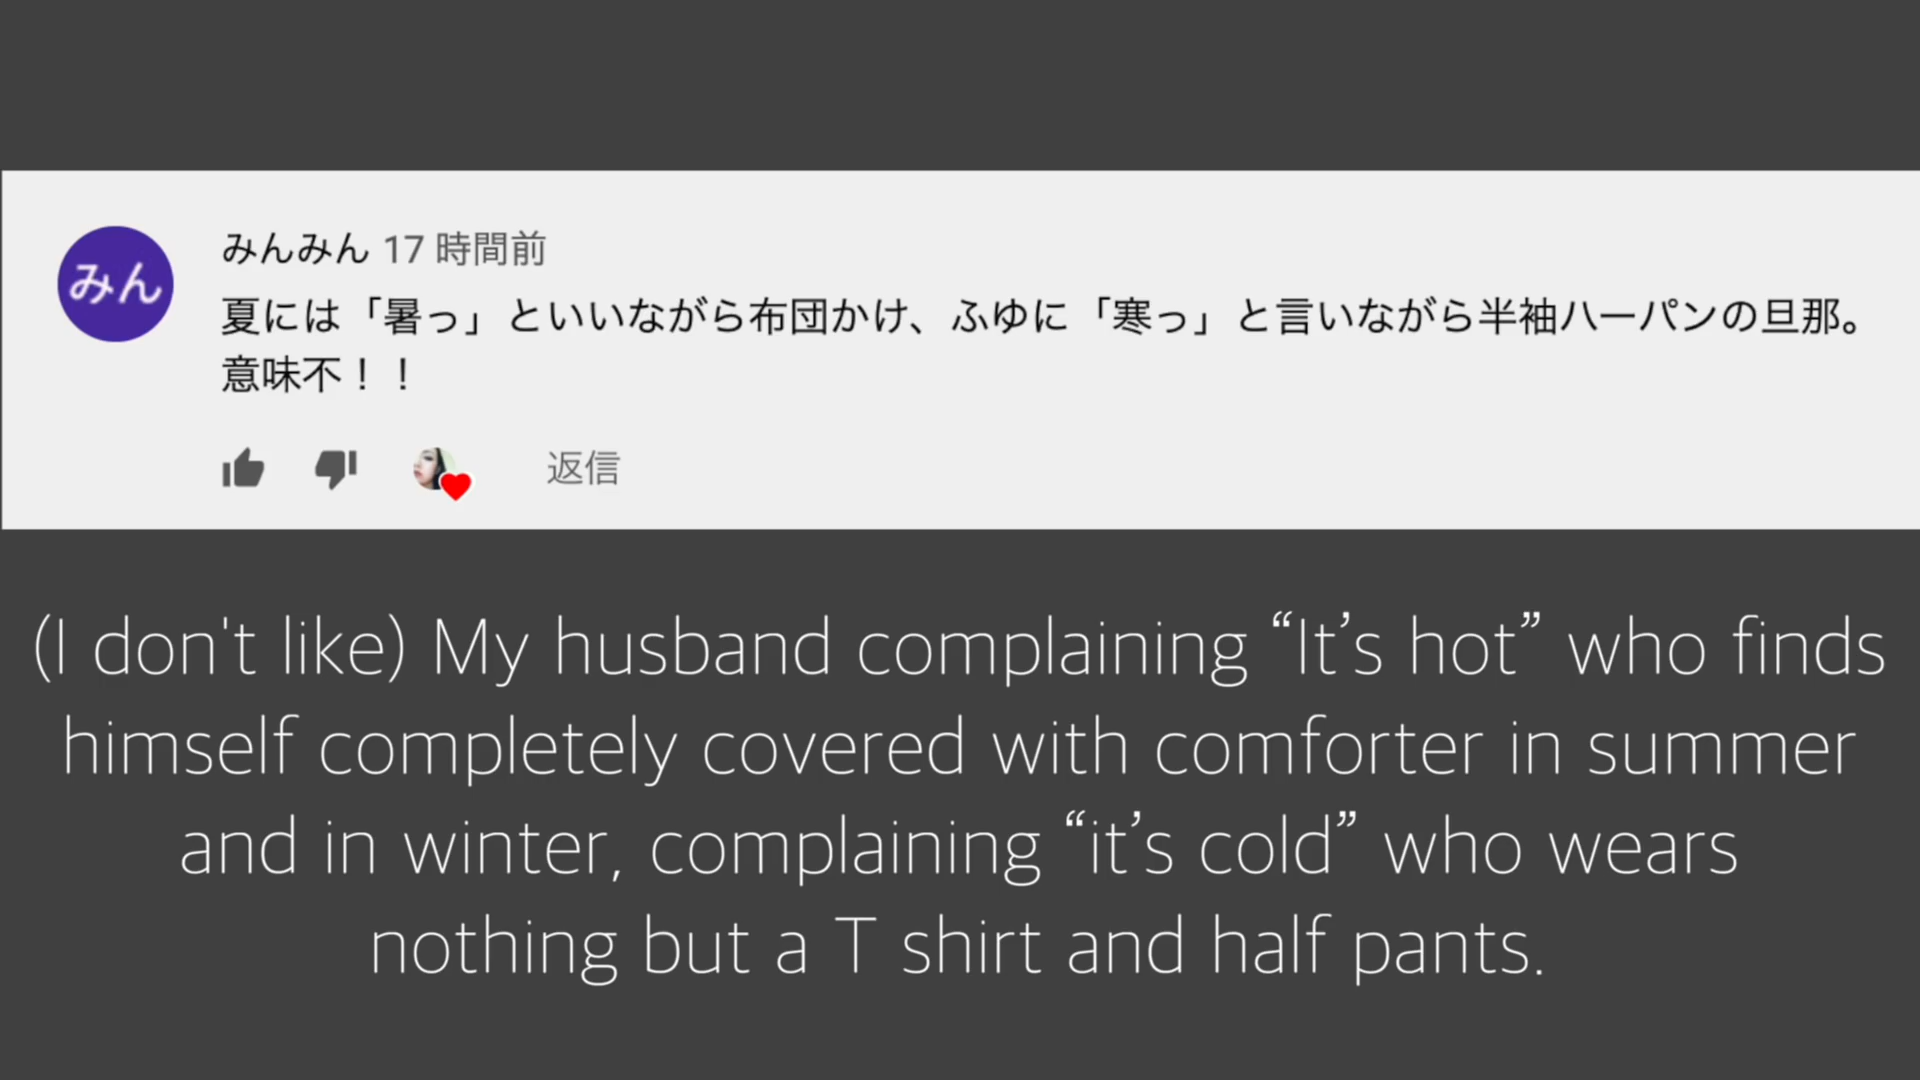 みん
みんみん 17 時間前
夏には「暑っ」といいながら布団かけ、ふゆに「寒っ」と言いながら半袖ハーパンの旦那。
意味不！！
返信
(I don't like) My husband complaining “It’s hot” who finds
himself completely covered with comforter in summer
and in winter, complaining “it’s cold” who wears
nothing but a T shirt and half pants.